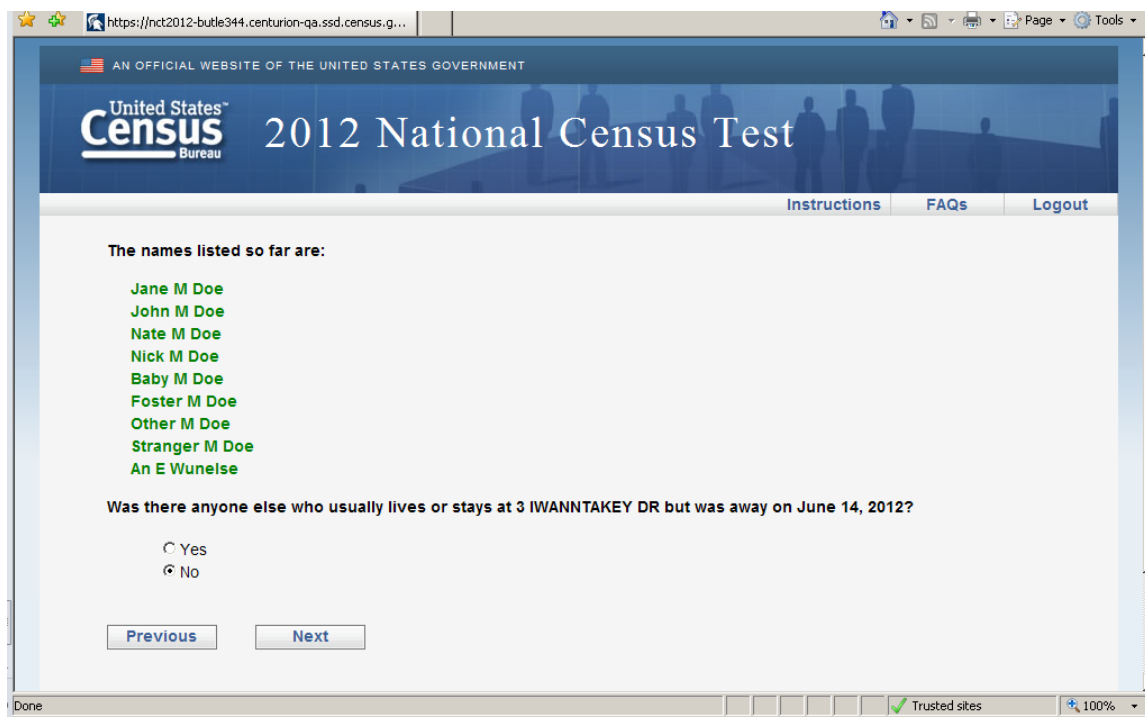 https://nct2012-butle344.centurion-qa.ssd.census.g...
Page
Tools
AN OFFICIAL WEBSITE OF THE UNITED STATES GOVERNMENT
United States™
Census
Bureau
2012 National Census Test
Instructions FAQs Logout
The names listed so far are:
Jane M Doe
John M Doe
Nate M Doe
Nick M Doe
Baby M Doe
Foster M Doe
Other M Doe
Stranger M Doe
An E Wunelse
Was there anyone else who usually lives or stays at 3 IWANNTAKEY DR but was away on June 14, 2012?
Yes
No
Previous Next
Done Trusted sites 100%